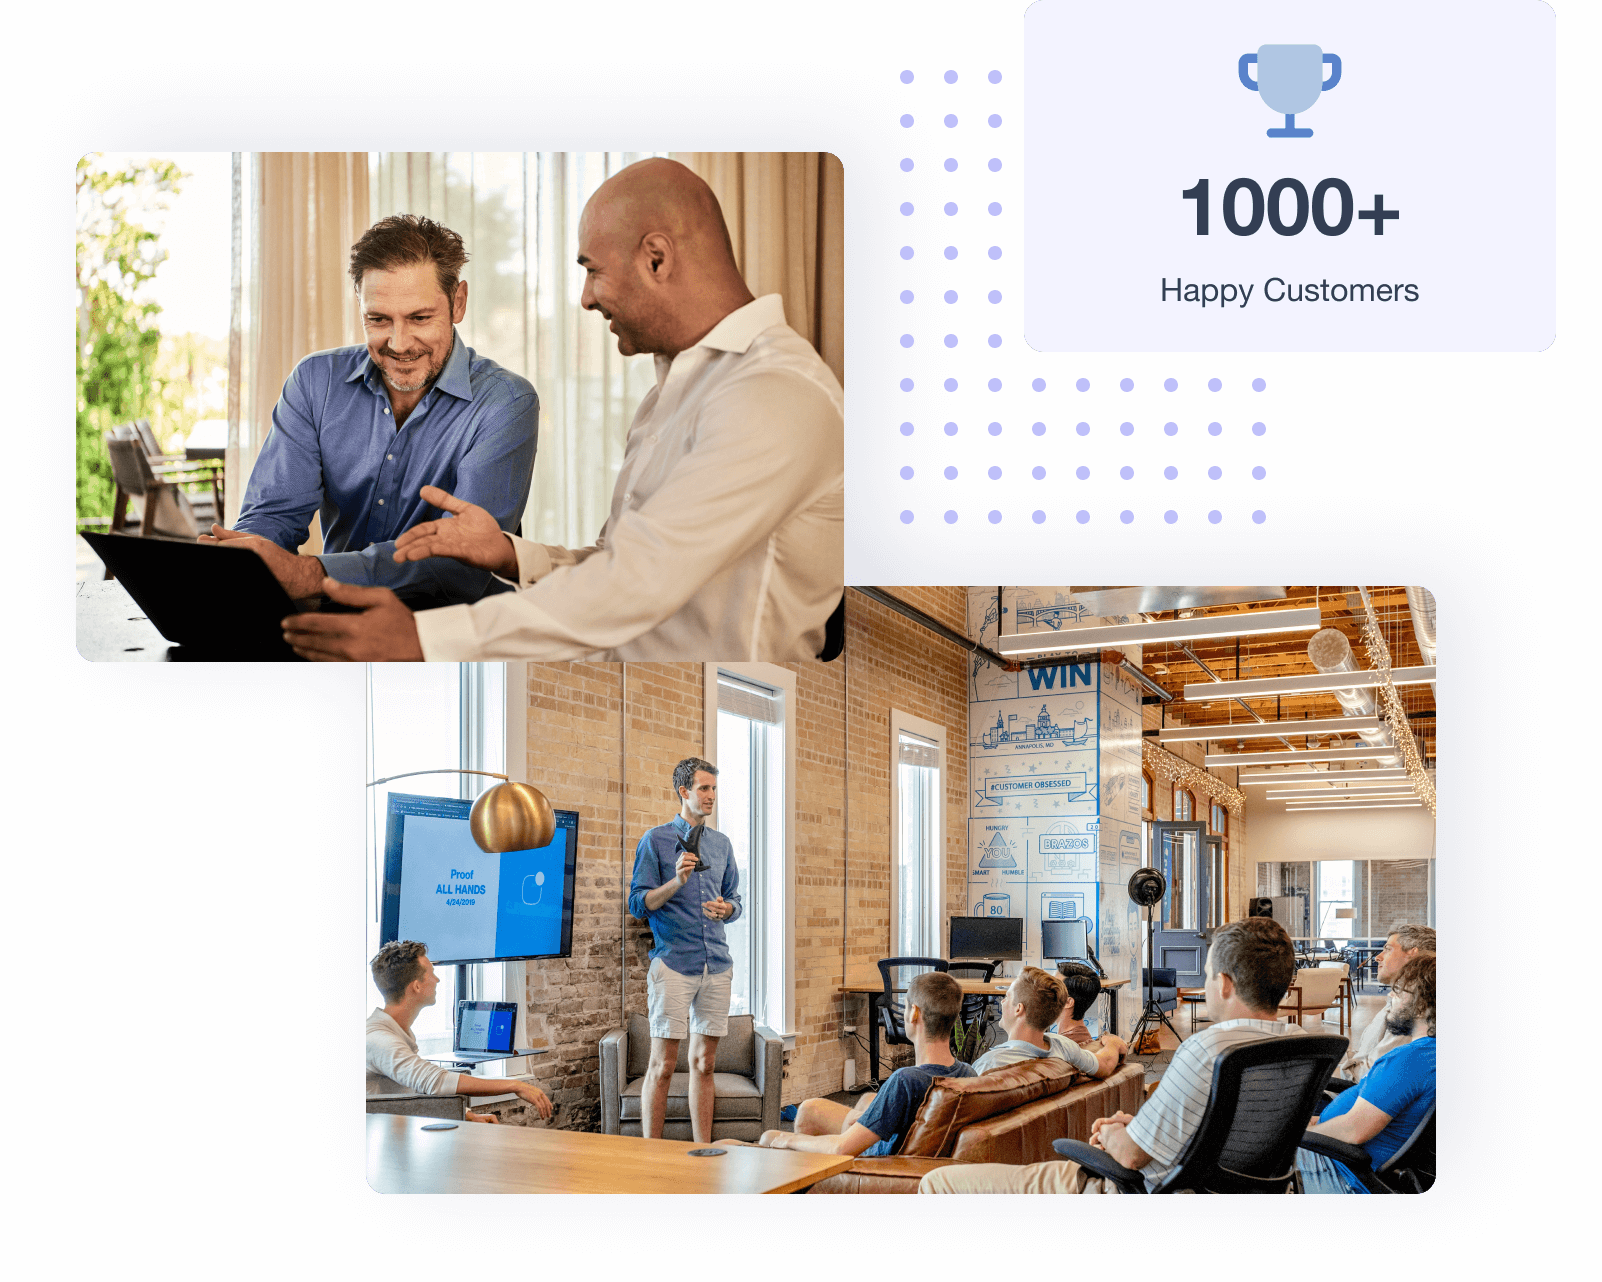 1000+
Happy Customers
WIN
ANNAPOLIS, MD
#CUSTOMER OBSESSED
HUNGRY
YOU
SMART HUMBLE
BRAZOS
80
Proof
ALL HANDS
4/24/2019